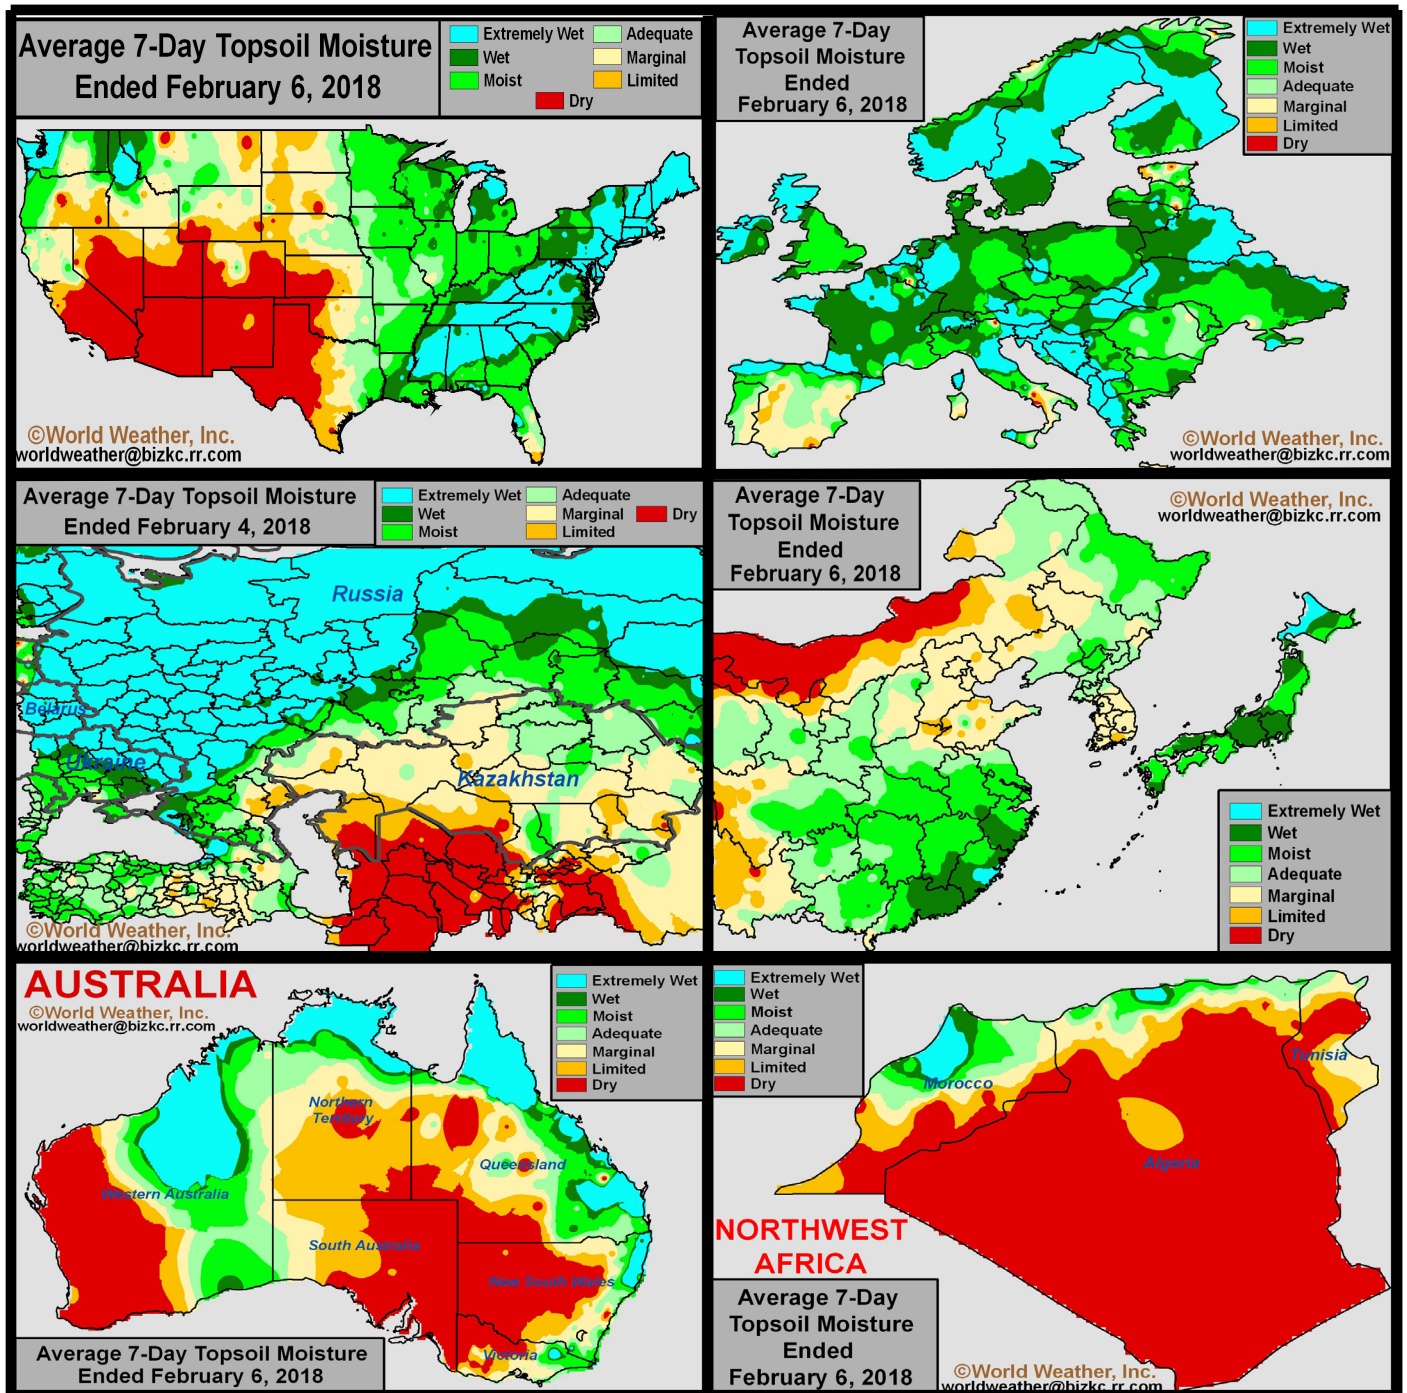 Average 7-Day Topsoil Moisture
Ended February 6, 2018
Extremely Wet
Wet
Moist
Adequate
Marginal
Limited
Dry
©World Weather, Inc.
worldweather@bizkc.rr.com
Average 7-Day
Topsoil Moisture
Ended
February 6, 2018
Extremely Wet
Wet
Moist
Adequate
Marginal
Limited
Dry
©World Weather, Inc.
worldweather@bizkc.rr.com
Average 7-Day Topsoil Moisture
Ended February 4, 2018
Extremely Wet
Wet
Moist
Adequate
Marginal
Limited
Dry
Russia
Belarus
Ukraine
Kazakhstan
©World Weather, Inc.
worldweather@bizkc.rr.com
Average 7-Day
Topsoil Moisture
Ended
February 6, 2018
©World Weather, Inc.
worldweather@bizkc.rr.com
Extremely Wet
Wet
Moist
Adequate
Marginal
Limited
Dry
AUSTRALIA
©World Weather, Inc.
worldweather@bizkc.rr.com
Extremely Wet
Wet
Moist
Adequate
Marginal
Limited
Dry
Northern
Territory
Queensland
Western Australia
South Australia
New South Wales
Victoria
Average 7-Day Topsoil Moisture
Ended February 6, 2018
Extremely Wet
Wet
Moist
Adequate
Marginal
Limited
Dry
Morocco
Tunisia
Algeria
NORTHWEST
AFRICA
Average 7-Day
Topsoil Moisture
Ended
February 6, 2018
©World Weather, Inc.
worldweather@bizkc.rr.com